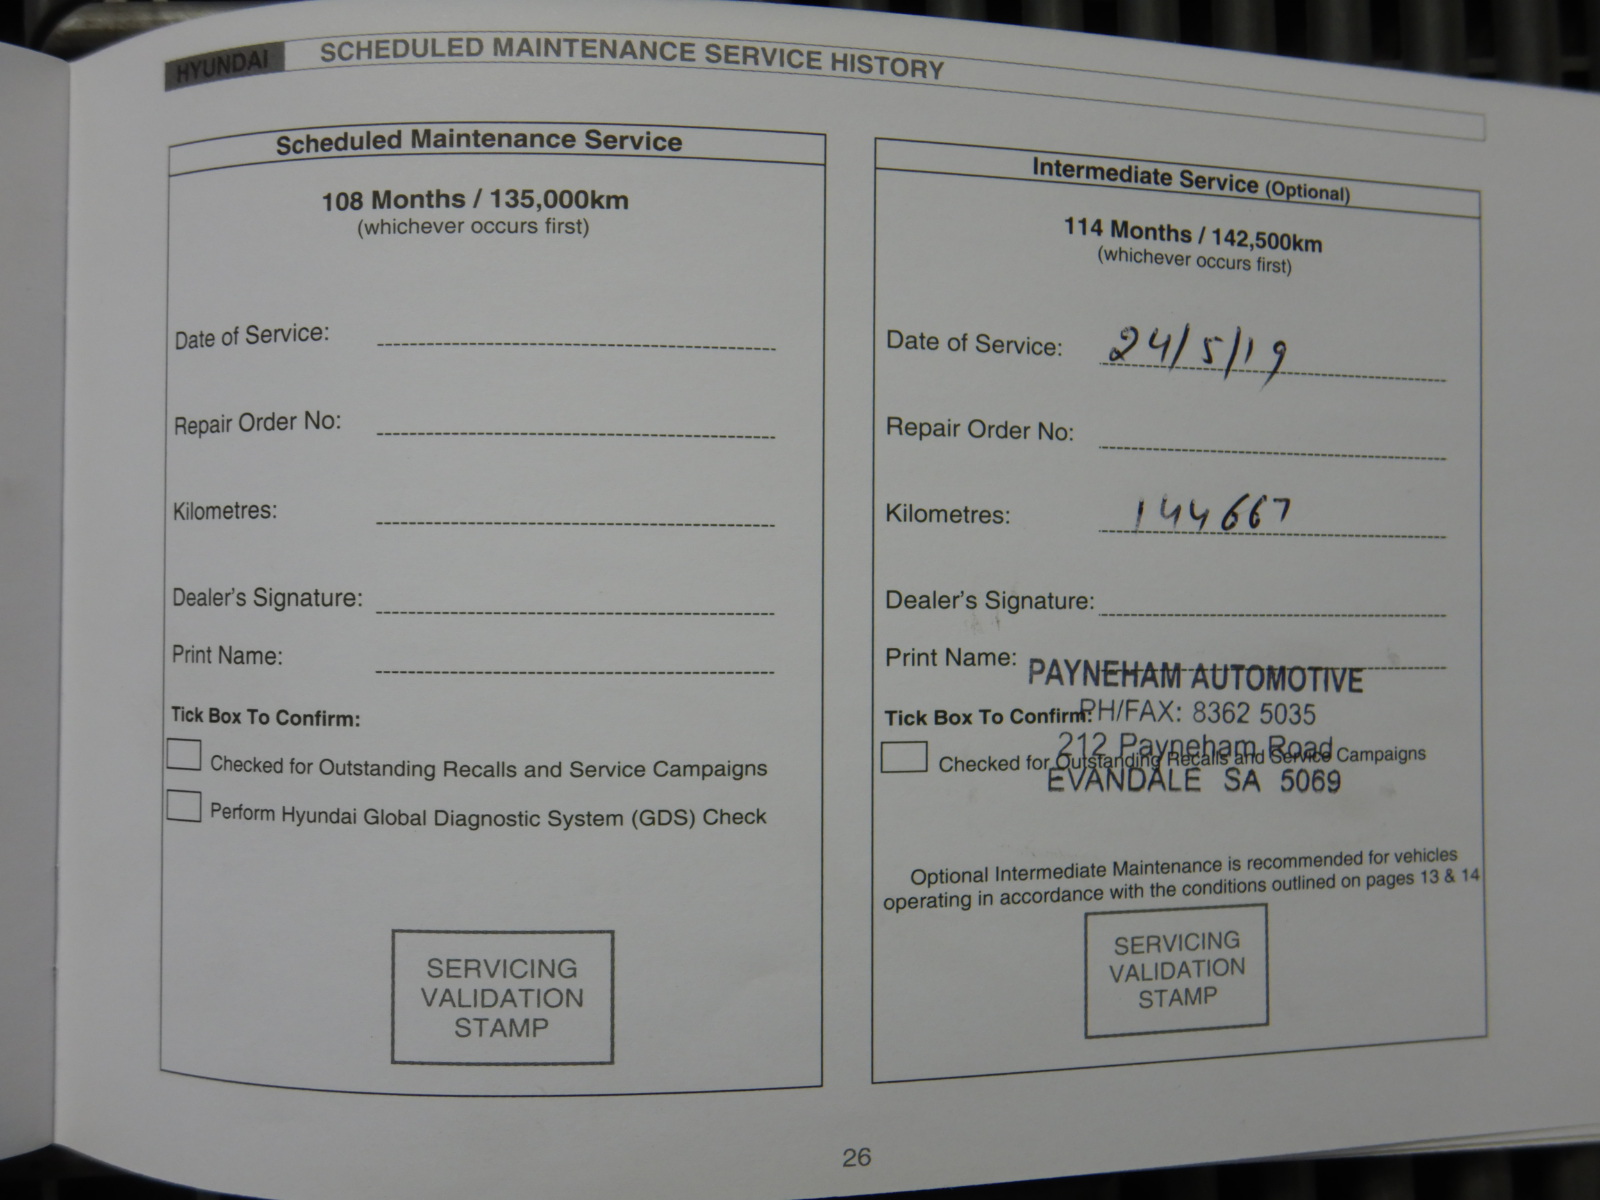 HYUNDAI SCHEDULED MAINTENANCE SERVICE HISTORY
Scheduled Maintenance Service
108 Months / 135,000km
(whichever occurs first)
Date of Service:
Repair Order No:
Kilometres:
Dealer's Signature:
Print Name:
Tick Box To Confirm:
Checked for Outstanding Recalls and Service Campaigns
Perform Hyundai Global Diagnostic System (GDS) Check
SERVICING
VALIDATION
STAMP
Intermediate Service (Optional)
114 Months / 142,500km
(whichever occurs first)
Date of Service: 24/5/19
Repair Order No:
Kilometres: 144667
Dealer's Signature:
Print Name:
PAYNEHAM AUTOMOTIVE
Tick Box To Confirm:
PH/FAX: 8362 5035
212 Payneham Road
Checked for Outstanding Recalls and Service Campaigns
EVANDALE SA 5069
Optional Intermediate Maintenance is recommended for vehicles
operating in accordance with the conditions outlined on pages 13 & 14
SERVICING
VALIDATION
STAMP
26